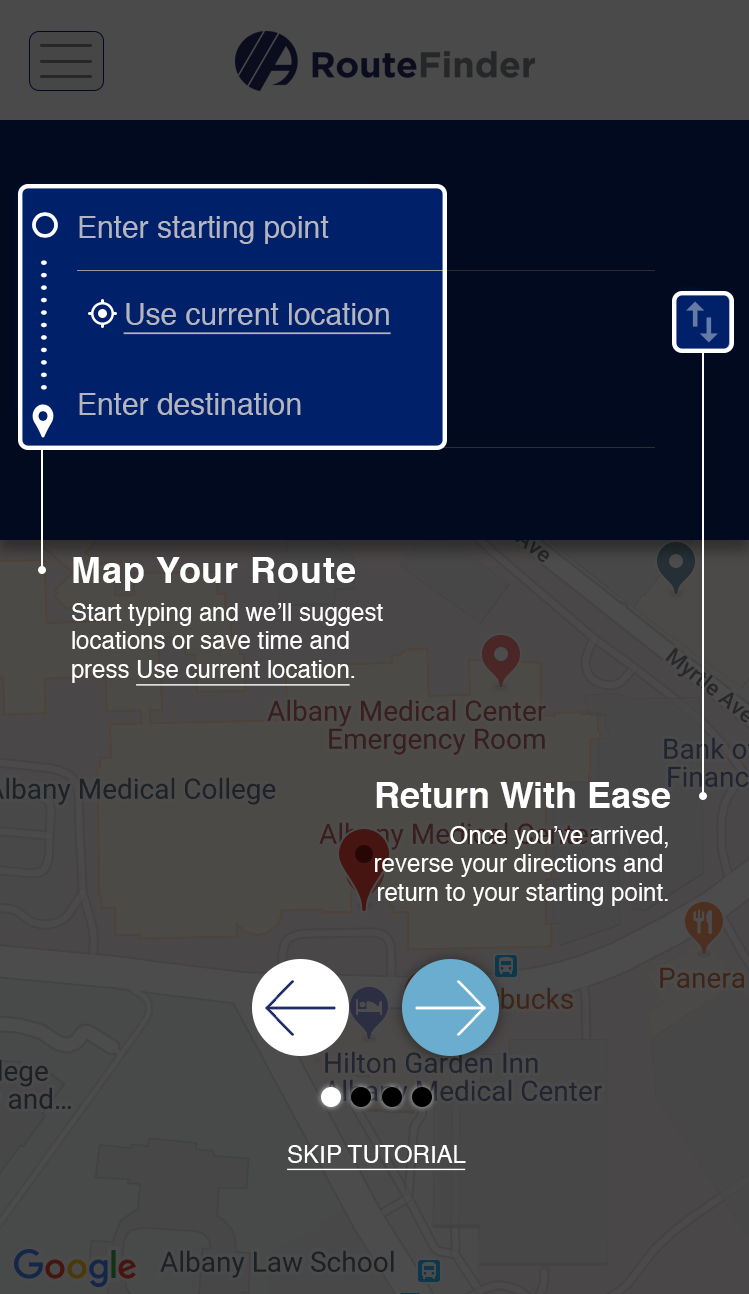 RouteFinder
Enter starting point
Use current location
Enter destination
Map Your Route
Start typing and we’ll suggest
locations or save time and
press Use current location.
Ave
Myrtle Ave
Albany Medical Center
Emergency Room
Bank o
Financ
lbany Medical College
Return With Ease
Albany Medical Center
Once you’ve arrived,
reverse your directions and
return to your starting point.
Panera
bucks
Hilton Garden Inn
Albany Medical Center
lege
and...
SKIP TUTORIAL
Google
Albany Law School